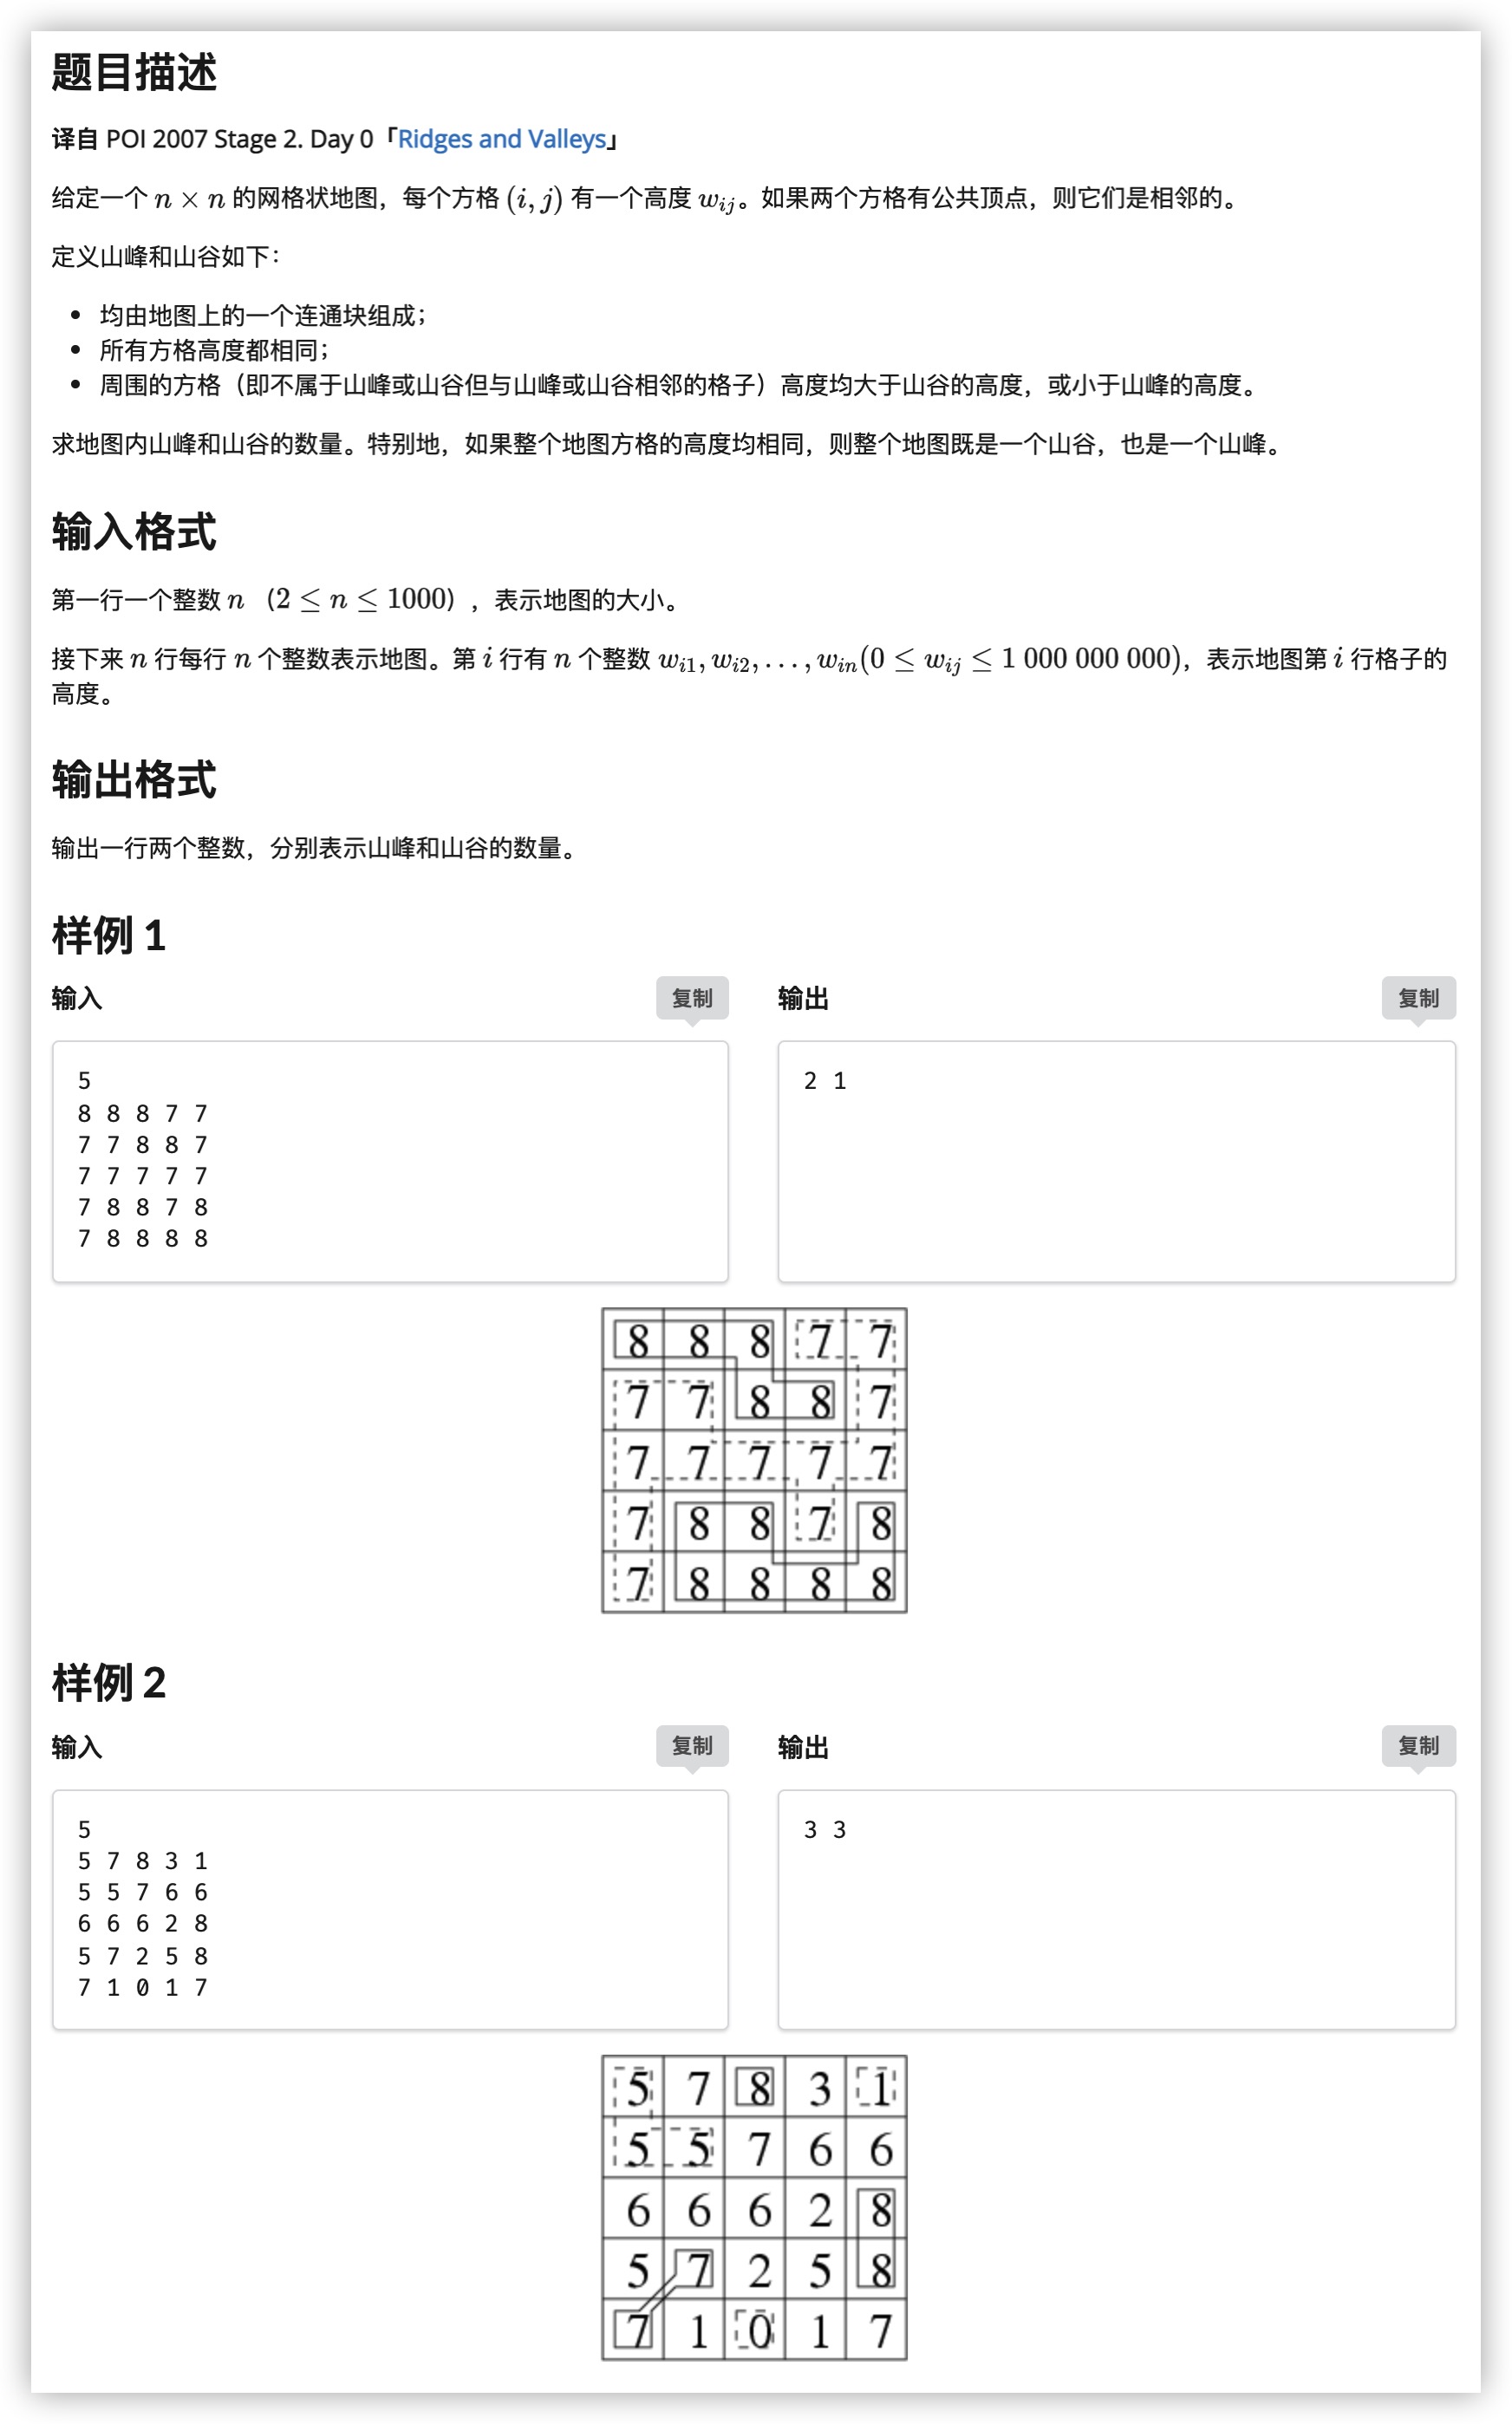 题目描述
译自 POI 2007 Stage 2. Day 0「Ridges and Valleys」
给定一个 n × n 的网格状地图，每个方格 (i, j) 有一个高度 w_{ij}。如果两个方格有公共顶点，则它们是相邻的。
定义山峰和山谷如下：
• 均由地图上的一个连通块组成；
• 所有方格高度都相同；
• 周围的方格（即不属于山峰或山谷但与山峰或山谷相邻的格子）高度均大于山谷的高度，或小于山峰的高度。
求地图内山峰和山谷的数量。特别地，如果整个地图方格的高度均相同，则整个地图既是一个山谷，也是一个山峰。
输入格式
第一行一个整数 n （2 ≤ n ≤ 1000），表示地图的大小。
接下来 n 行每行 n 个整数表示地图。第 i 行有 n 个整数 w_{i1}, w_{i2}, . . . , w_{in}(0 ≤ w_{ij} ≤ 1 000 000 000)，表示地图第 i 行格子的
高度。
输出格式
输出一行两个整数，分别表示山峰和山谷的数量。
样例 1
输入 复制
5
8 8 8 7 7
7 7 8 8 7
7 7 7 7 7
7 8 8 7 8
7 8 8 8 8
输出 复制
2 1
8 8 8 7 7
7 7 8 8 7
7 7 7 7 7
7 8 8 7 8
7 8 8 8 8
样例 2
输入 复制
5
5 7 8 3 1
5 5 7 6 6
6 6 6 2 8
5 7 2 5 8
7 1 0 1 7
输出 复制
3 3
5 7 8 3 1
5 5 7 6 6
6 6 6 2 8
5 7 2 5 8
7 1 0 1 7